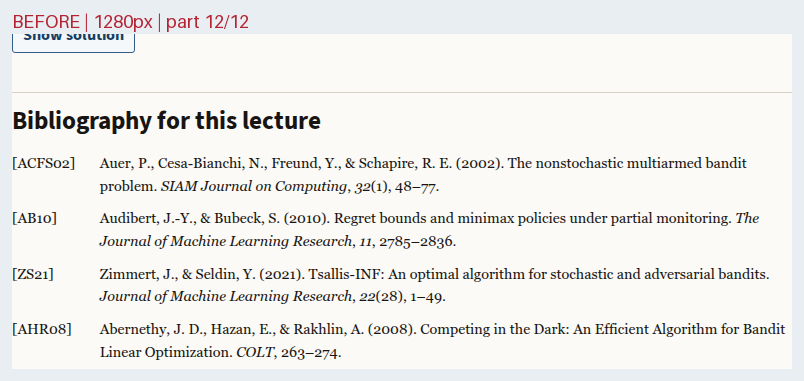 BEFORE | 1280px | part 12/12
Show solution
Bibliography for this lecture
[ACFS02] Auer, P., Cesa-Bianchi, N., Freund, Y., & Schapire, R. E. (2002). The nonstochastic multiarmed bandit
problem. SIAM Journal on Computing, 32(1), 48–77.
[AB10] Audibert, J.-Y., & Bubeck, S. (2010). Regret bounds and minimax policies under partial monitoring. The
Journal of Machine Learning Research, 11, 2785–2836.
[ZS21] Zimmert, J., & Seldin, Y. (2021). Tsallis-INF: An optimal algorithm for stochastic and adversarial bandits.
Journal of Machine Learning Research, 22(28), 1–49.
[AHR08] Abernethy, J. D., Hazan, E., & Rakhlin, A. (2008). Competing in the Dark: An Efficient Algorithm for Bandit
Linear Optimization. COLT, 263–274.